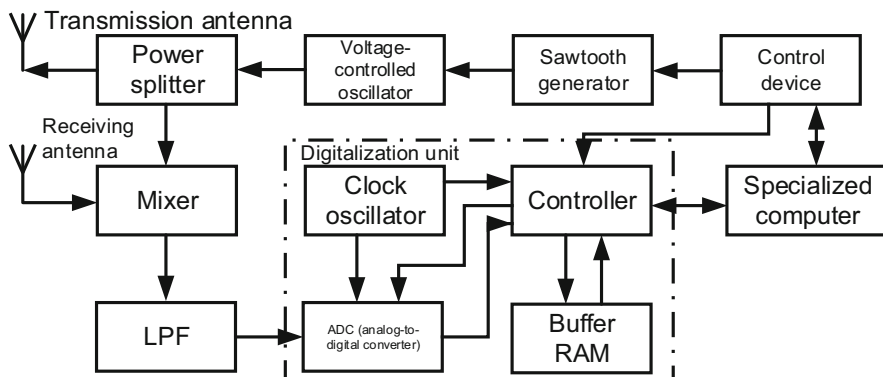 Transmission antenna
Power
splitter
Voltage-
controlled
oscillator
Sawtooth
generator
Control
device
Receiving
antenna
Mixer
Digitalization unit
Clock
oscillator
Controller
Specialized
computer
LPF
ADC (analog-to-
digital converter)
Buffer
RAM